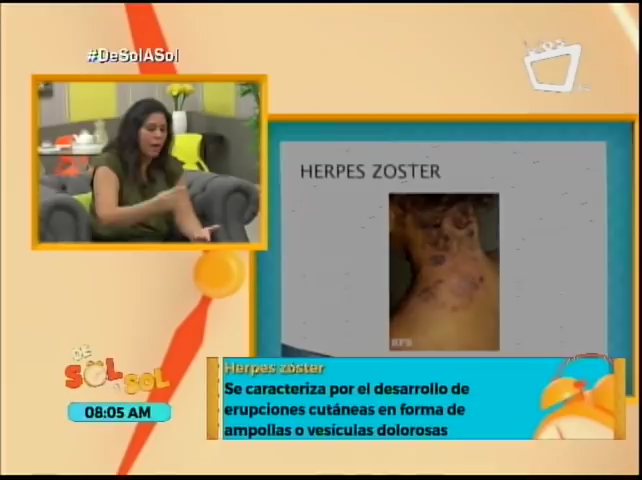 #DeSolASol
HERPES ZOSTER
DE
SOL
A SOL
08:05 AM
Herpes zóster
Se caracteriza por el desarrollo de
erupciones cutáneas en forma de
ampollas o vesículas dolorosas